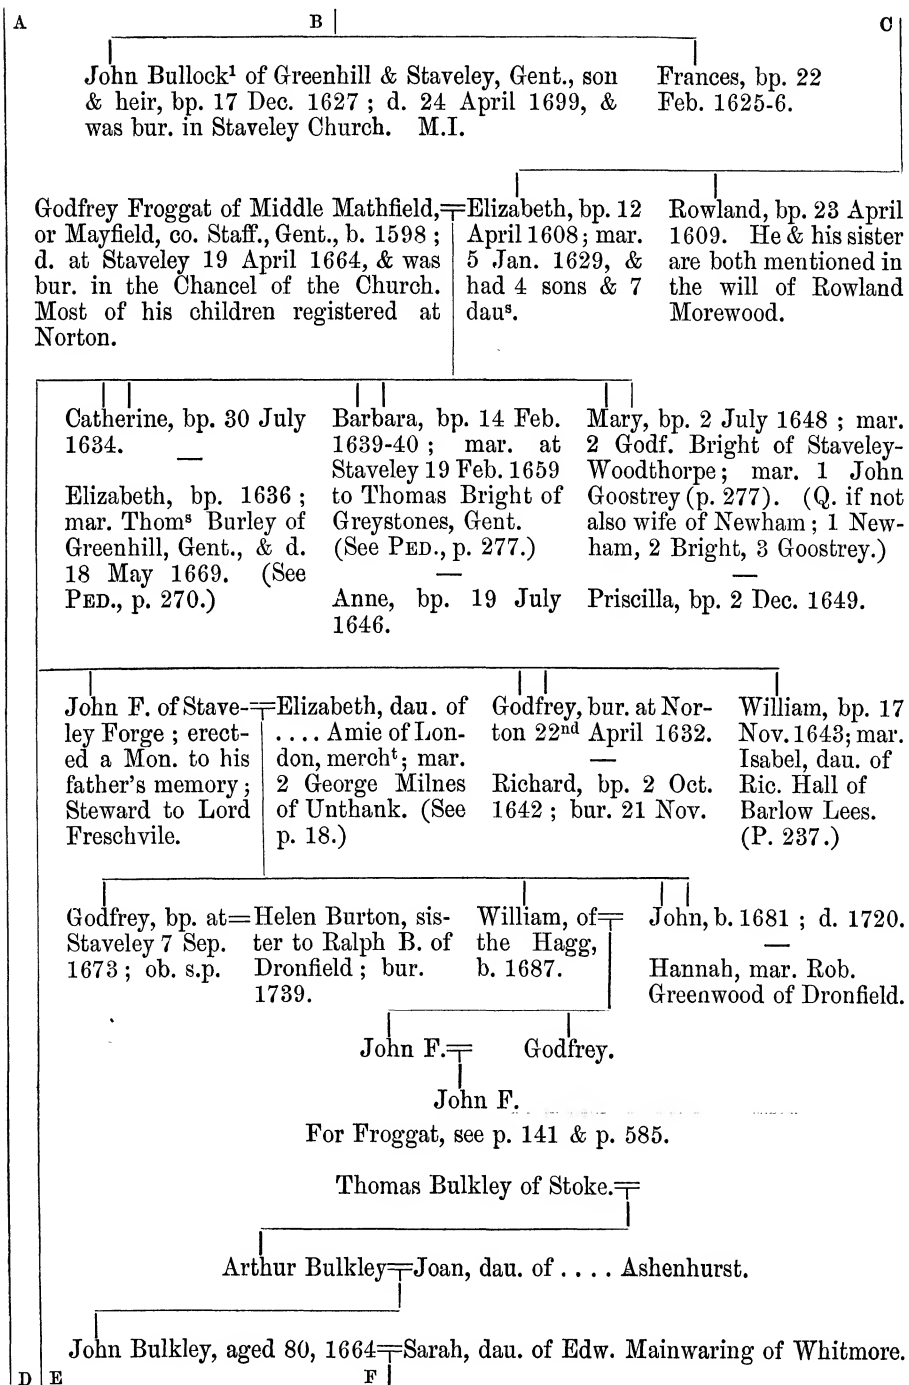 A B C
John Bullock¹ of Greenhill & Staveley, Gent., son
& heir, bp. 17 Dec. 1627 ; d. 24 April 1699, &
was bur. in Staveley Church. M.I.
Frances, bp. 22
Feb. 1625-6.
Godfrey Froggat of Middle Mathfield,
or Mayfield, co. Staff., Gent., b. 1598 ;
d. at Staveley 19 April 1664, & was
bur. in the Chancel of the Church.
Most of his children registered at
Norton.
=Elizabeth, bp. 12
April 1608 ; mar.
5 Jan. 1629, &
had 4 sons & 7
dauˢ.
Rowland, bp. 23 April
1609. He & his sister
are both mentioned in
the will of Rowland
Morewood.
Catherine, bp. 30 July
1634.
—
Elizabeth, bp. 1636 ;
mar. Thomˢ Burley of
Greenhill, Gent., & d.
18 May 1669. (See
PED., p. 270.)
Barbara, bp. 14 Feb.
1639-40 ; mar. at
Staveley 19 Feb. 1659
to Thomas Bright of
Greystones, Gent.
(See PED., p. 277.)
—
Anne, bp. 19 July
1646.
Mary, bp. 2 July 1648 ; mar.
2 Godf. Bright of Staveley-
Woodthorpe ; mar. 1 John
Goostrey (p. 277). (Q. if not
also wife of Newham ; 1 New-
ham, 2 Bright, 3 Goostrey.)
—
Priscilla, bp. 2 Dec. 1649.
John F. of Stave-
ley Forge ; erect-
ed a Mon. to his
father's memory ;
Steward to Lord
Freschvile.
=Elizabeth, dau. of
.... Amie of Lon-
don, mercht ; mar.
2 George Milnes
of Unthank. (See
p. 18.)
Godfrey, bur. at Nor-
ton 22nd April 1632.
—
Richard, bp. 2 Oct.
1642 ; bur. 21 Nov.
William, bp. 17
Nov. 1643 ; mar.
Isabel, dau. of
Ric. Hall of
Barlow Lees.
(P. 237.)
Godfrey, bp. at
Staveley 7 Sep.
1673 ; ob. s.p.
=Helen Burton, sis-
ter to Ralph B. of
Dronfield ; bur.
1739.
William, of=
the Hagg,
b. 1687.
John, b. 1681 ; d. 1720.
—
Hannah, mar. Rob.
Greenwood of Dronfield.
John F.= Godfrey.
John F.
For Froggat, see p. 141 & p. 585.
Thomas Bulkley of Stoke.=
Arthur Bulkley=Joan, dau. of .... Ashenhurst.
John Bulkley, aged 80, 1664=Sarah, dau. of Edw. Mainwaring of Whitmore.
D E F